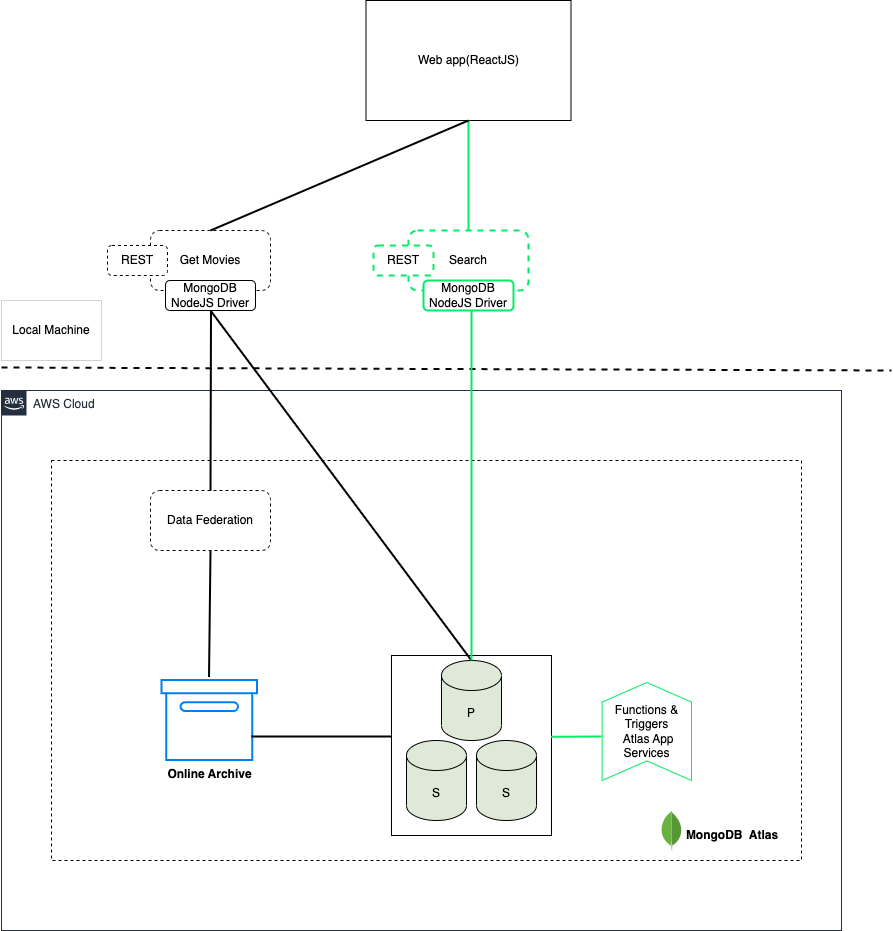 Web app(ReactJS)
REST
Get Movies
MongoDB
NodeJS Driver
REST
Search
MongoDB
NodeJS Driver
Local Machine
aws
AWS Cloud
Data Federation
P
S
S
Functions &
Triggers
Atlas App
Services
Online Archive
MongoDB Atlas